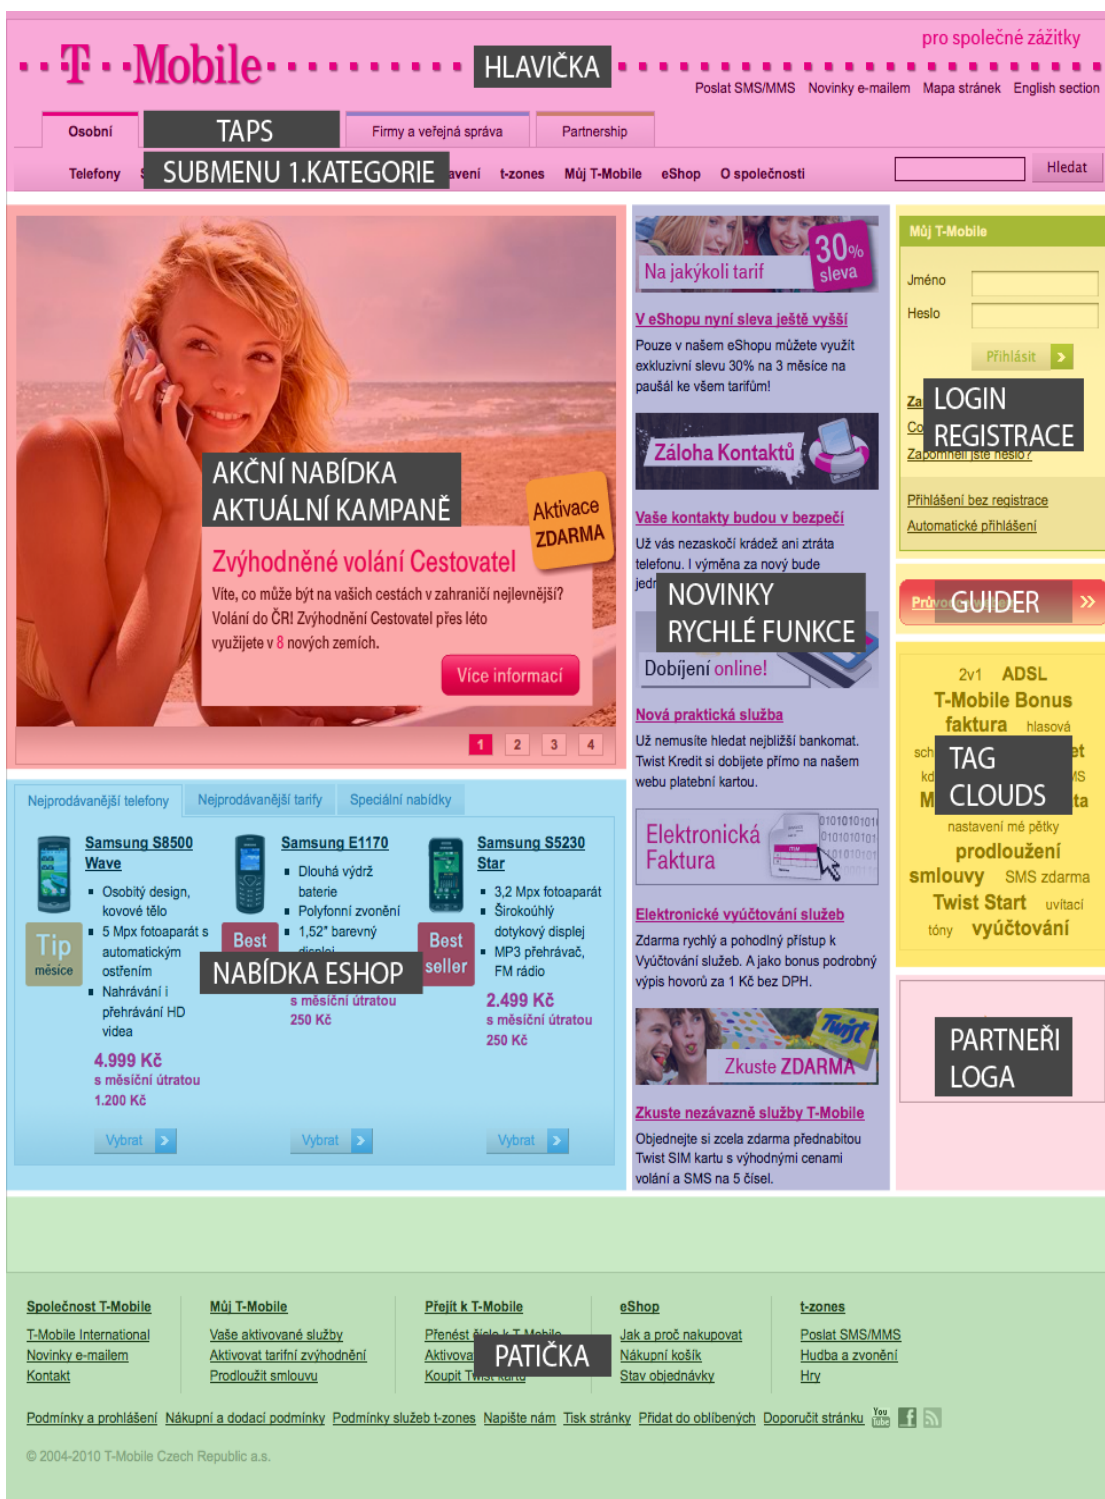 pro společné zážitky
T··Mobile
HLAVIČKA
Poslat SMS/MMS Novinky e-mailem Mapa stránek English section
Osobní TAPS Firmy a veřejná správa Partnership
Telefony SUBMENU 1.KATEGORIE t-zones Můj T-Mobile eShop O společnosti Hledat
AKČNÍ NABÍDKA
AKTUÁLNÍ KAMPANĚ
Aktivace
ZDARMA
Zvýhodněné volání Cestovatel
Víte, co může být na vašich cestách v zahraničí nejlevnější?
Volání do ČR! Zvýhodnění Cestovatel přes léto
využijete v 8 nových zemích.
Více informací
1 2 3 4
Nejprodávanější telefony Nejprodávanější tarify Speciální nabídky
Samsung S8500
Wave
Osobitý design,
kovové tělo
5 Mpx fotoaparát s
automatickým
ostřením
Nahrávání i
přehrávání HD
videa
Tip
měsíce
4.999 Kč
s měsíční útratou
1.200 Kč
Vybrat
Samsung E1170
Dlouhá výdrž
baterie
Polyfonní zvonění
1,52" barevný
Best
NABÍDKA ESHOP
s měsíční útratou
250 Kč
Vybrat
Samsung S5230
Star
3,2 Mpx fotoaparát
Širokoúhlý
dotykový displej
MP3 přehrávač,
FM rádio
Best
seller
2.499 Kč
s měsíční útratou
250 Kč
Vybrat
30%
sleva
Na jakýkoli tarif
V eShopu nyní sleva ještě vyšší
Pouze v našem eShopu můžete využít
exkluzivní slevu 30% na 3 měsíce na
paušál ke všem tarifům!
Záloha Kontaktů
Vaše kontakty budou v bezpečí
Už vás nezaskočí krádež ani ztráta
telefonu. I výměna za nový bude
NOVINKY
RYCHLÉ FUNKCE
Dobíjení online!
Nová praktická služba
Už nemusíte hledat nejbližší bankomat.
Twist Kredit si dobijete přímo na našem
webu platební kartou.
Elektronická
Faktura
Elektronické vyúčtování služeb
Zdarma rychlý a pohodlný přístup k
Vyúčtování služeb. A jako bonus podrobný
výpis hovorů za 1 Kč bez DPH.
Twist
Zkuste ZDARMA
Zkuste nezávazně služby T-Mobile
Objednejte si zcela zdarma přednabitou
Twist SIM kartu s výhodnými cenami
volání a SMS na 5 čísel.
Můj T-Mobile
Jméno
Heslo
Přihlásit
LOGIN
REGISTRACE
Zapomněli jste heslo?
Přihlášení bez registrace
Automatické přihlášení
GUIDER
2v1 ADSL
T-Mobile Bonus
faktura hlasová
TAG
CLOUDS
nastavení mé pětky
prodloužení
smlouvy SMS zdarma
Twist Start uvítací
tóny vyúčtování
PARTNEŘI
LOGA
Společnost T-Mobile Můj T-Mobile Přejít k T-Mobile eShop t-zones
T-Mobile International Vaše aktivované služby Přenést číslo k T-Mobile Jak a proč nakupovat Poslat SMS/MMS
Novinky e-mailem Aktivovat tarifní zvýhodnění PATIČKA Nákupní košík Hudba a zvonění
Kontakt Prodloužit smlouvu Koupit Twist kartu Stav objednávky Hry
Podmínky a prohlášení Nákupní a dodací podmínky Podmínky služeb t-zones Napište nám Tisk stránky Přidat do oblíbených Doporučit stránku You Tube f
© 2004-2010 T-Mobile Czech Republic a.s.